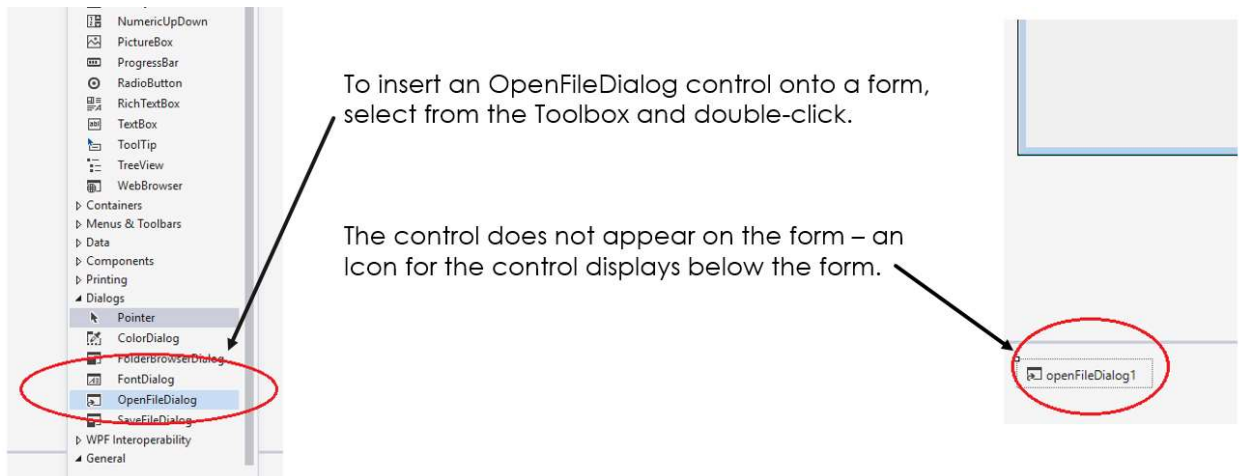 NumericUpDown
PictureBox
ProgressBar
RadioButton
RichTextBox
TextBox
ToolTip
TreeView
WebBrowser
Containers
Menus & Toolbars
Data
Components
Printing
Dialogs
Pointer
ColorDialog
FolderBrowserDialog
FontDialog
OpenFileDialog
SaveFileDialog
WPF Interoperability
General
To insert an OpenFileDialog control onto a form,
select from the Toolbox and double-click.
The control does not appear on the form – an
Icon for the control displays below the form.
openFileDialog1